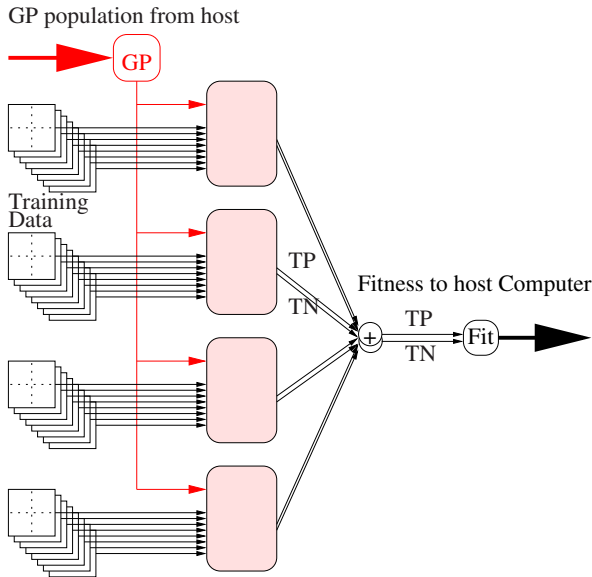 GP population from host
GP
Training
Data
TP
TN
Fitness to host Computer
+
TP
TN
Fit